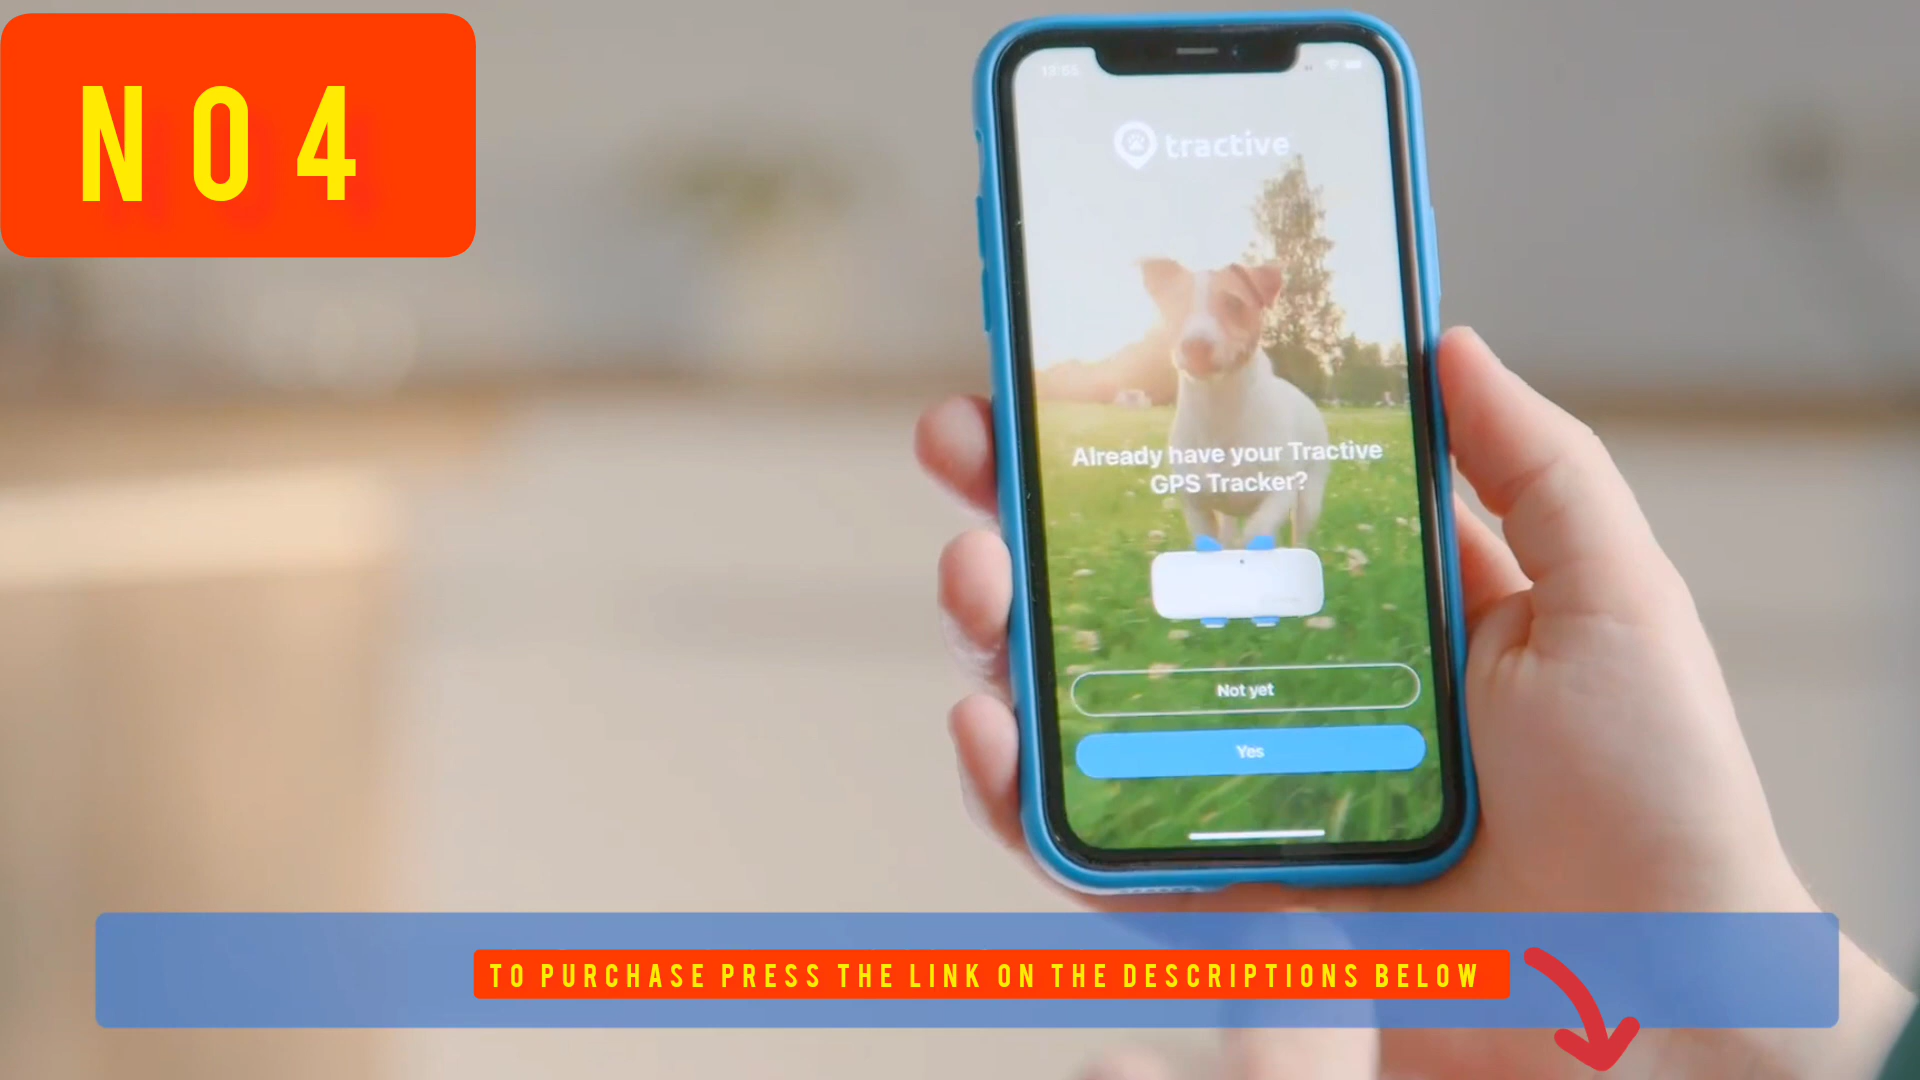 NO4
tractive
Already have your Tractive
GPS Tracker?
Not yet
Yes
TO PURCHASE PRESS THE LINK ON THE DESCRIPTIONS BELOW